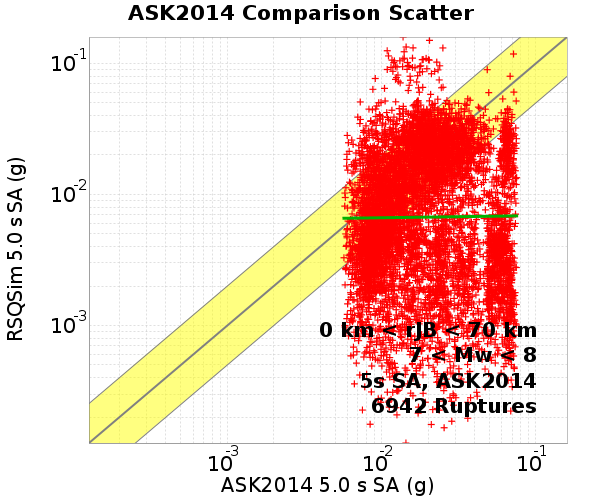 ASK2014 Comparison Scatter
RSQSim 5.0 s SA (g)
10-1
10-2
10-3
0 km < rJB < 70 km
7 < Mw < 8
5s SA, ASK2014
6942 Ruptures
10-3
10-2
10-1
ASK2014 5.0 s SA (g)